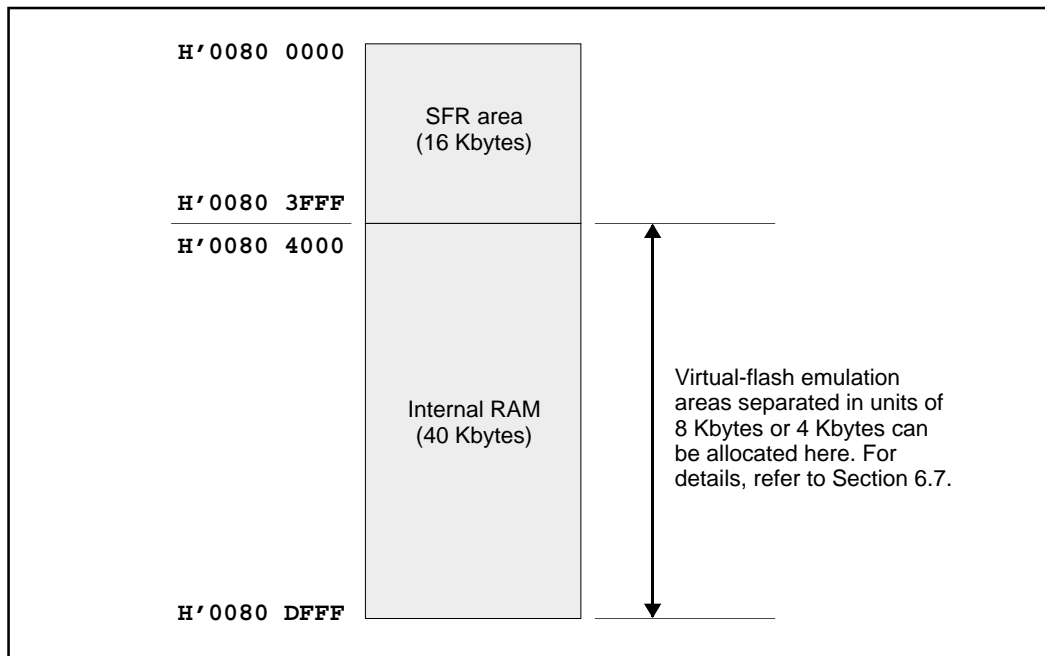 H'0080 0000
SFR area
(16 Kbytes)
H'0080 3FFF
H'0080 4000
Internal RAM
(40 Kbytes)
Virtual-flash emulation
areas separated in units of
8 Kbytes or 4 Kbytes can
be allocated here. For
details, refer to Section 6.7.
H'0080 DFFF